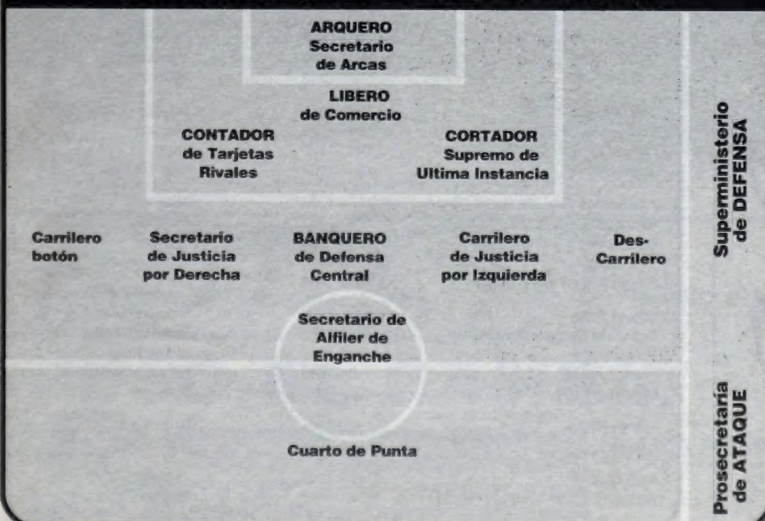 ARQUERO
Secretario
de Arcas
LIBERO
de Comercio
CONTADOR
de Tarjetas
Rivales
CORTADOR
Supremo de
Ultima Instancia
Carrilero
botón
Secretario
de Justicia
por Derecha
BANQUERO
de Defensa
Central
Carrilero
de Justicia
por Izquierda
Des-
Carrilero
Secretario de
Alfiler de
Enganche
Cuarto de Punta
Superministerio
de DEFENSA
Prosecretaría
de ATAQUE